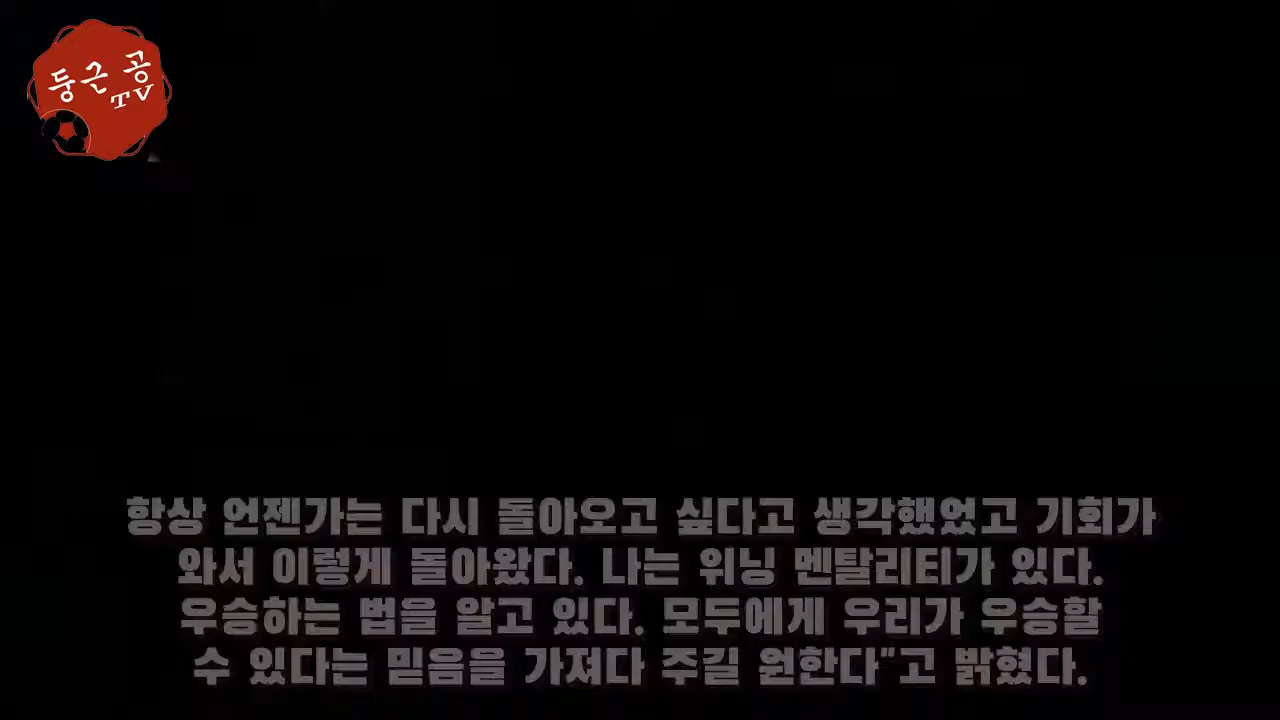 둥근 공
TV
항상 언젠가는 다시 돌아오고 싶다고 생각했었고 기회가
와서 이렇게 돌아왔다. 나는 위닝 멘탈리티가 있다.
우승하는 법을 알고 있다. 모두에게 우리가 우승할
수 있다는 믿음을 가져다 주길 원한다"고 밝혔다.